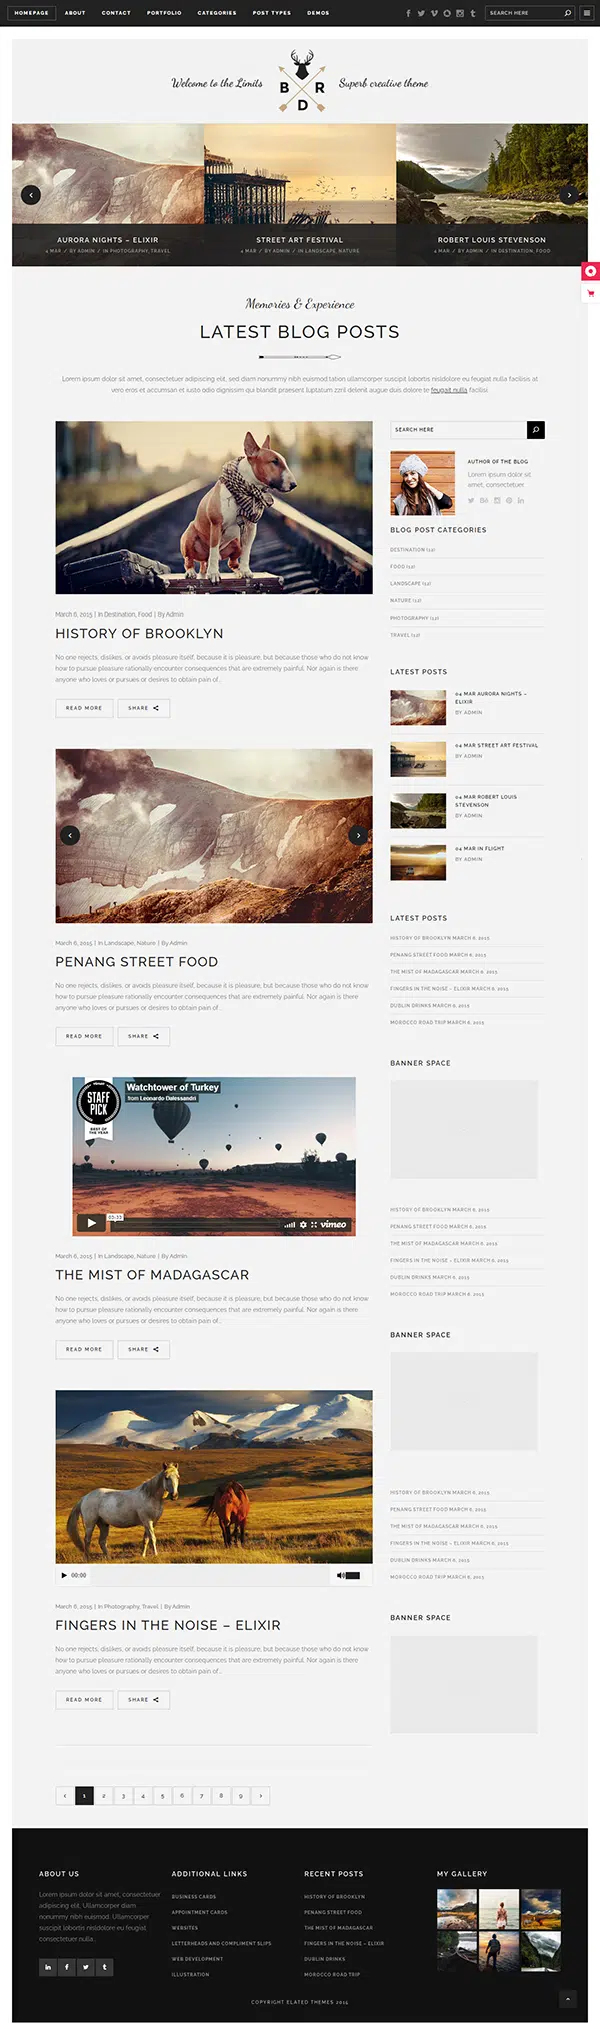 HOMEPAGE ABOUT CONTACT PORTFOLIO CATEGORIES POST TYPES DEMOS
SEARCH HERE
Welcome to the Limits
B R
D
Superb creative theme
AURORA NIGHTS – ELIXIR
4 MAR / BY ADMIN / IN PHOTOGRAPHY, TRAVEL
STREET ART FESTIVAL
4 MAR / BY ADMIN / IN LANDSCAPE, NATURE
ROBERT LOUIS STEVENSON
4 MAR / BY ADMIN / IN DESTINATION, FOOD
Memories & Experience
LATEST BLOG POSTS
Lorem ipsum dolor sit amet, consectetuer adipiscing elit, sed diam nonummy nibh euismod tation ullamcorper suscipit lobortis nisldolore eu feugiat nulla facilisis at
vero eros et accumsan et iusto odio dignissim qui blandit praesent luptatum zzril delenit augue duis dolore te feugait nulla facilisi
March 6, 2015 | In Destination, Food | By Admin
HISTORY OF BROOKLYN
No one rejects, dislikes, or avoids pleasure itself, because it is pleasure, but because those who do not know
how to pursue pleasure rationally encounter consequences that are extremely painful. Nor again is there
anyone who loves or pursues or desires to obtain pain of...
READ MORE SHARE
March 6, 2015 | In Landscape, Nature | By Admin
PENANG STREET FOOD
No one rejects, dislikes, or avoids pleasure itself, because it is pleasure, but because those who do not know
how to pursue pleasure rationally encounter consequences that are extremely painful. Nor again is there
anyone who loves or pursues or desires to obtain pain of...
READ MORE SHARE
STAFF
PICK
BEST OF
THE YEAR
Watchtower of Turkey
from Leonardo Dalessandri
03:33
vimeo
March 6, 2015 | In Landscape, Nature | By Admin
THE MIST OF MADAGASCAR
No one rejects, dislikes, or avoids pleasure itself, because it is pleasure, but because those who do not know
how to pursue pleasure rationally encounter consequences that are extremely painful. Nor again is there
anyone who loves or pursues or desires to obtain pain of...
READ MORE SHARE
00:00
March 6, 2015 | In Photography, Travel | By Admin
FINGERS IN THE NOISE – ELIXIR
No one rejects, dislikes, or avoids pleasure itself, because it is pleasure, but because those who do not know
how to pursue pleasure rationally encounter consequences that are extremely painful. Nor again is there
anyone who loves or pursues or desires to obtain pain of...
READ MORE SHARE
‹ 1 2 3 4 5 6 7 8 9 ›
SEARCH HERE
AUTHOR OF THE BLOG
Lorem ipsum dolor sit
amet, consectetuer
BLOG POST CATEGORIES
DESTINATION (12)
FOOD (12)
LANDSCAPE (12)
NATURE (12)
PHOTOGRAPHY (12)
TRAVEL (12)
LATEST POSTS
04 MAR AURORA NIGHTS –
ELIXIR
BY ADMIN
04 MAR STREET ART FESTIVAL
BY ADMIN
04 MAR ROBERT LOUIS
STEVENSON
BY ADMIN
04 MAR IN FLIGHT
BY ADMIN
LATEST POSTS
HISTORY OF BROOKLYN MARCH 6, 2015
PENANG STREET FOOD MARCH 6, 2015
THE MIST OF MADAGASCAR MARCH 6, 2015
FINGERS IN THE NOISE – ELIXIR MARCH 6, 2015
DUBLIN DRINKS MARCH 6, 2015
MOROCCO ROAD TRIP MARCH 6, 2015
BANNER SPACE
HISTORY OF BROOKLYN MARCH 6, 2015
PENANG STREET FOOD MARCH 6, 2015
THE MIST OF MADAGASCAR MARCH 6, 2015
FINGERS IN THE NOISE – ELIXIR MARCH 6, 2015
DUBLIN DRINKS MARCH 6, 2015
MOROCCO ROAD TRIP MARCH 6, 2015
BANNER SPACE
HISTORY OF BROOKLYN MARCH 6, 2015
PENANG STREET FOOD MARCH 6, 2015
THE MIST OF MADAGASCAR MARCH 6, 2015
FINGERS IN THE NOISE – ELIXIR MARCH 6, 2015
DUBLIN DRINKS MARCH 6, 2015
MOROCCO ROAD TRIP MARCH 6, 2015
BANNER SPACE
ABOUT US
Lorem ipsum dolor sit amet, consectetuer
adipiscing elit. Ullamcorper diam
nonummy nibh euismod. Ullamcorper
suscipit lobortis nisldolore eu feugiat
consectetuer nulla...
ADDITIONAL LINKS
BUSINESS CARDS
APPOINTMENT CARDS
WEBSITES
LETTERHEADS AND COMPLIMENT SLIPS
WEB DEVELOPMENT
ILLUSTRATION
RECENT POSTS
HISTORY OF BROOKLYN
PENANG STREET FOOD
THE MIST OF MADAGASCAR
FINGERS IN THE NOISE – ELIXIR
DUBLIN DRINKS
MOROCCO ROAD TRIP
MY GALLERY
COPYRIGHT ELATED THEMES 2015